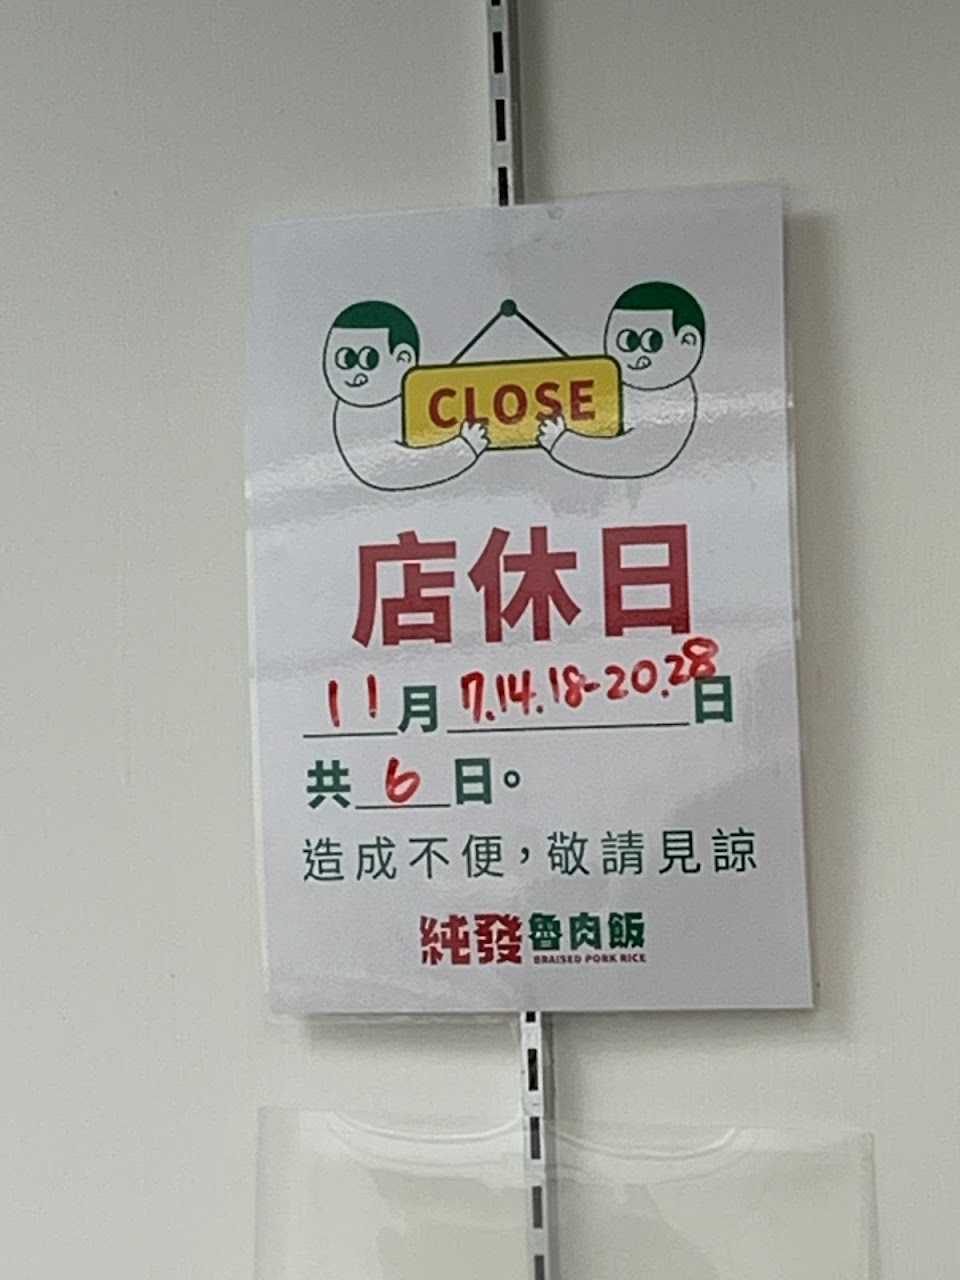 CLOSE
店休日
11月7.14.18-20.28日
共6日。
造成不便，敬請見諒
純發魯肉飯
BRAISED PORK RICE